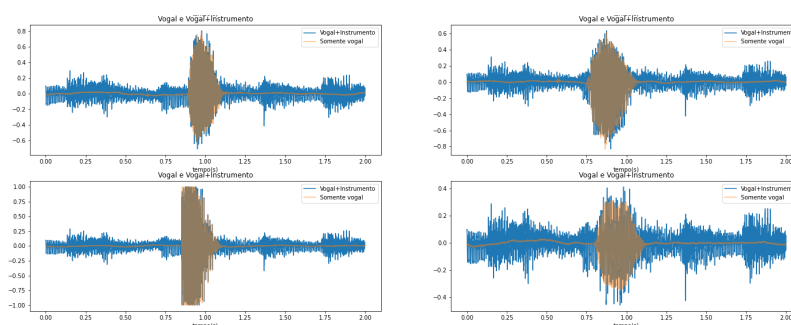 Vogal e Vogal+Instrumento
Vogal+Instrumento
Somente vogal
0.8
0.6
0.4
0.2
0.0
−0.2
−0.4
−0.6
0.00 0.25 0.50 0.75 1.00 1.25 1.50 1.75 2.00
tempo(s)
Vogal e Vogal+Instrumento
Vogal+Instrument
Somente vogal
0.6
0.4
0.2
0.0
−0.2
−0.4
−0.6
−0.8
0.00 0.25 0.50 0.75 1.00 1.25 1.50 1.75 2.00
tempo(s)
Vogal e Vogal+Instrumento
Vogal+Instrumento
Somente vogal
1.00
0.75
0.50
0.25
0.00
−0.25
−0.50
−0.75
−1.00
0.00 0.25 0.50 0.75 1.00 1.25 1.50 1.75 2.00
tempo(s)
Vogal e Vogal+Instrumento
Vogal+Instrument
Somente vogal
0.4
0.2
0.0
−0.2
−0.4
0.00 0.25 0.50 0.75 1.00 1.25 1.50 1.75 2.00
tempo(s)